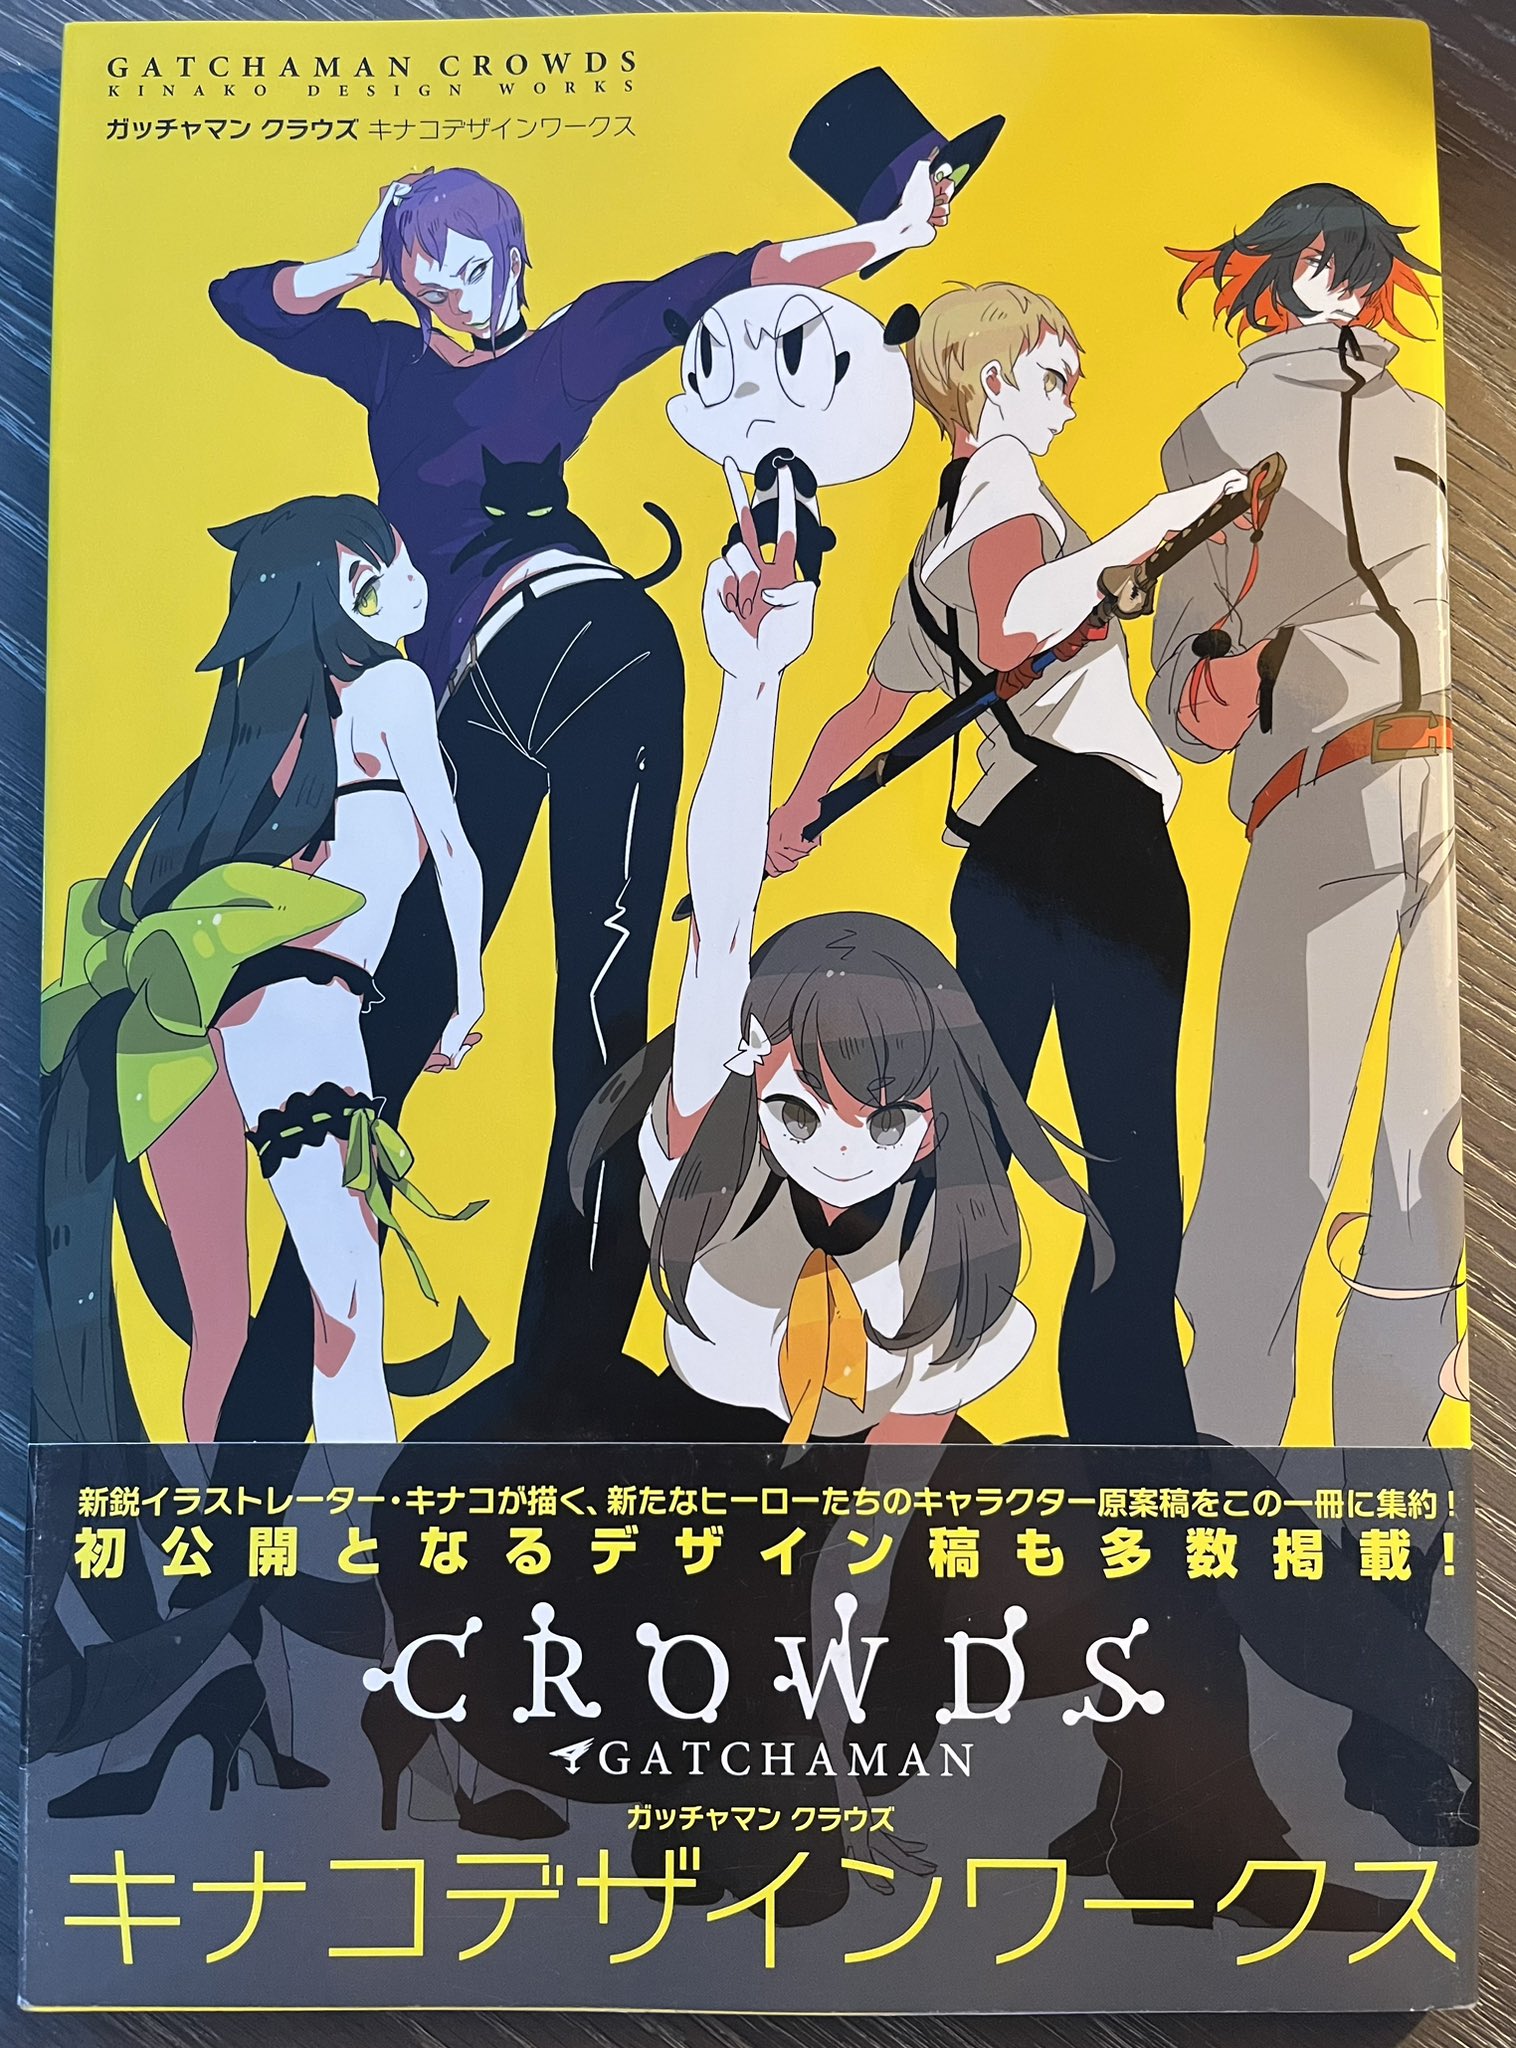 GATCHAMAN CROWDS
KINAKO DESIGN WORKS
ガッチャマン クラウズ キナコデザインワークス
新鋭イラストレーター・キナコが描く、新たなヒーローたちのキャラクター原案稿をこの一冊に集約!
初公開となるデザイン稿も多数掲載!
CROWDS
GATCHAMAN
ガッチャマン クラウズ
キナコデザインワークス